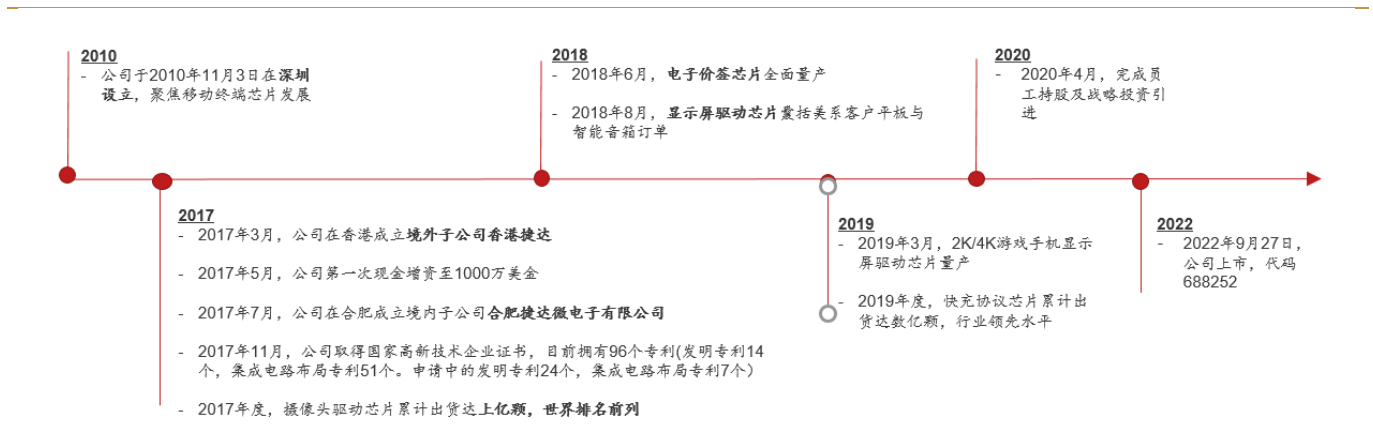 2010
- 公司于2010年11月3日在深圳
设立，聚焦移动终端芯片发展
2017
- 2017年3月，公司在香港成立境外子公司香港捷达
- 2017年5月，公司第一次现金增资至1000万美金
- 2017年7月，公司在合肥成立境内子公司合肥捷达微电子有限公司
- 2017年11月，公司取得国家高新技术企业证书，目前拥有96个专利(发明专利14
个，集成电路布局专利51个。申请中的发明专利24个，集成电路布局专利7个）
- 2017年度，摄像头驱动芯片累计出货达上亿颗，世界排名前列
2018
- 2018年6月，电子价签芯片全面量产
- 2018年8月，显示屏驱动芯片囊括美系客户平板与
智能音箱订单
2019
- 2019年3月，2K/4K游戏手机显示
屏驱动芯片量产
- 2019年度，快充协议芯片累计出
货达数亿颗，行业领先水平
2020
- 2020年4月，完成员
工持股及战略投资引
进
2022
- 2022年9月27日，
公司上市，代码
688252